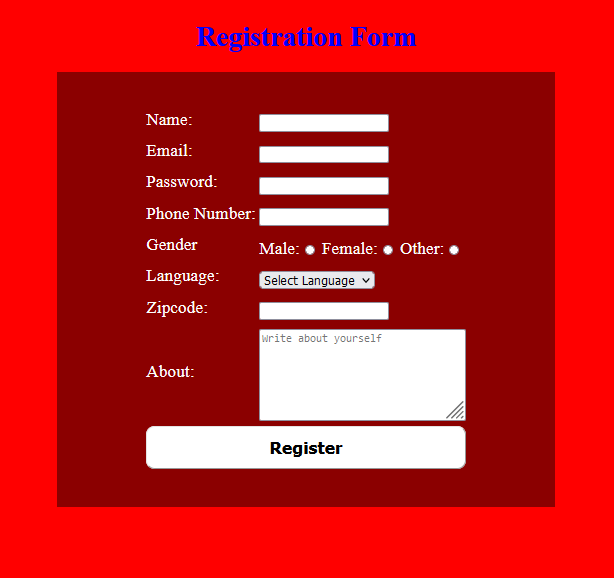 Registration Form
Name:
Email:
Password:
Phone Number:
Gender Male: Female: Other:
Language: Select Language
Zipcode:
Write about yourself
About:
Register